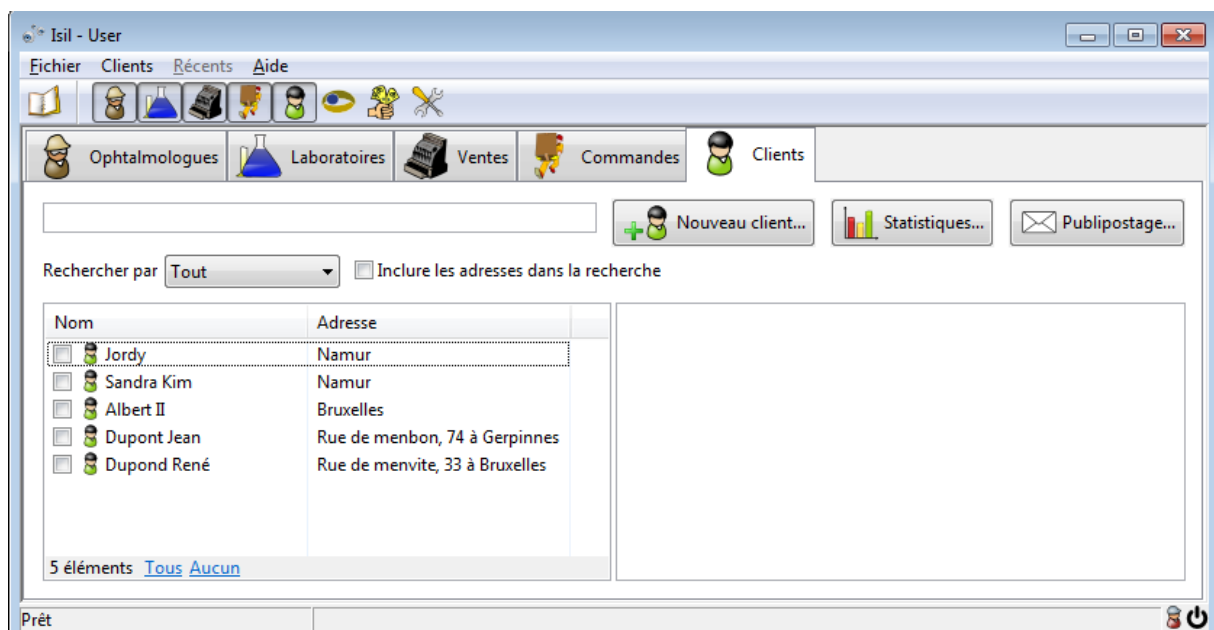 Isil - User
Fichier Clients Récents Aide
Ophtalmologues Laboratoires Ventes Commandes Clients
Nouveau client... Statistiques... Publipostage...
Rechercher par Tout Inclure les adresses dans la recherche
Nom Adresse
Jordy Namur
Sandra Kim Namur
Albert II Bruxelles
Dupont Jean Rue de menbon, 74 à Gerpinnes
Dupond René Rue de menvite, 33 à Bruxelles
5 éléments Tous Aucun
Prêt